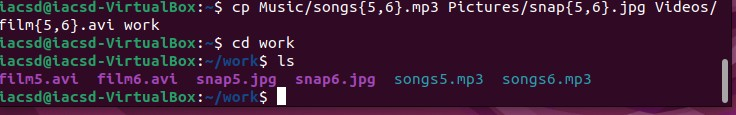 iacsd@iacsd-VirtualBox:~$ cp Music/songs{5,6}.mp3 Pictures/snap{5,6}.jpg Videos/
film{5,6}.avi work
iacsd@iacsd-VirtualBox:~$ cd work
iacsd@iacsd-VirtualBox:~/work$ ls
film5.avi  film6.avi  snap5.jpg  snap6.jpg  songs5.mp3  songs6.mp3
iacsd@iacsd-VirtualBox:~/work$